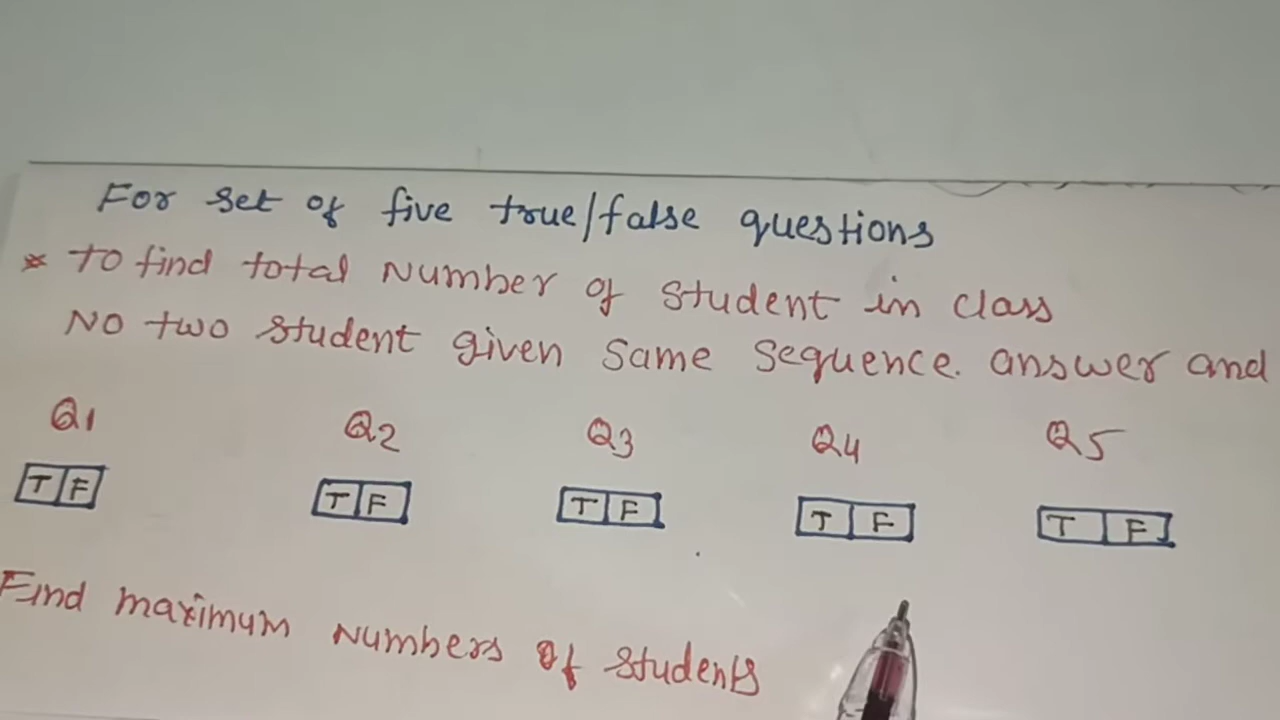 For set of five true/false questions
* To find total number of student in class
No two student given same sequence. answer and
Q1 Q2 Q3 Q4 Q5
T F T F T F T F T F
Find maximum numbers of students